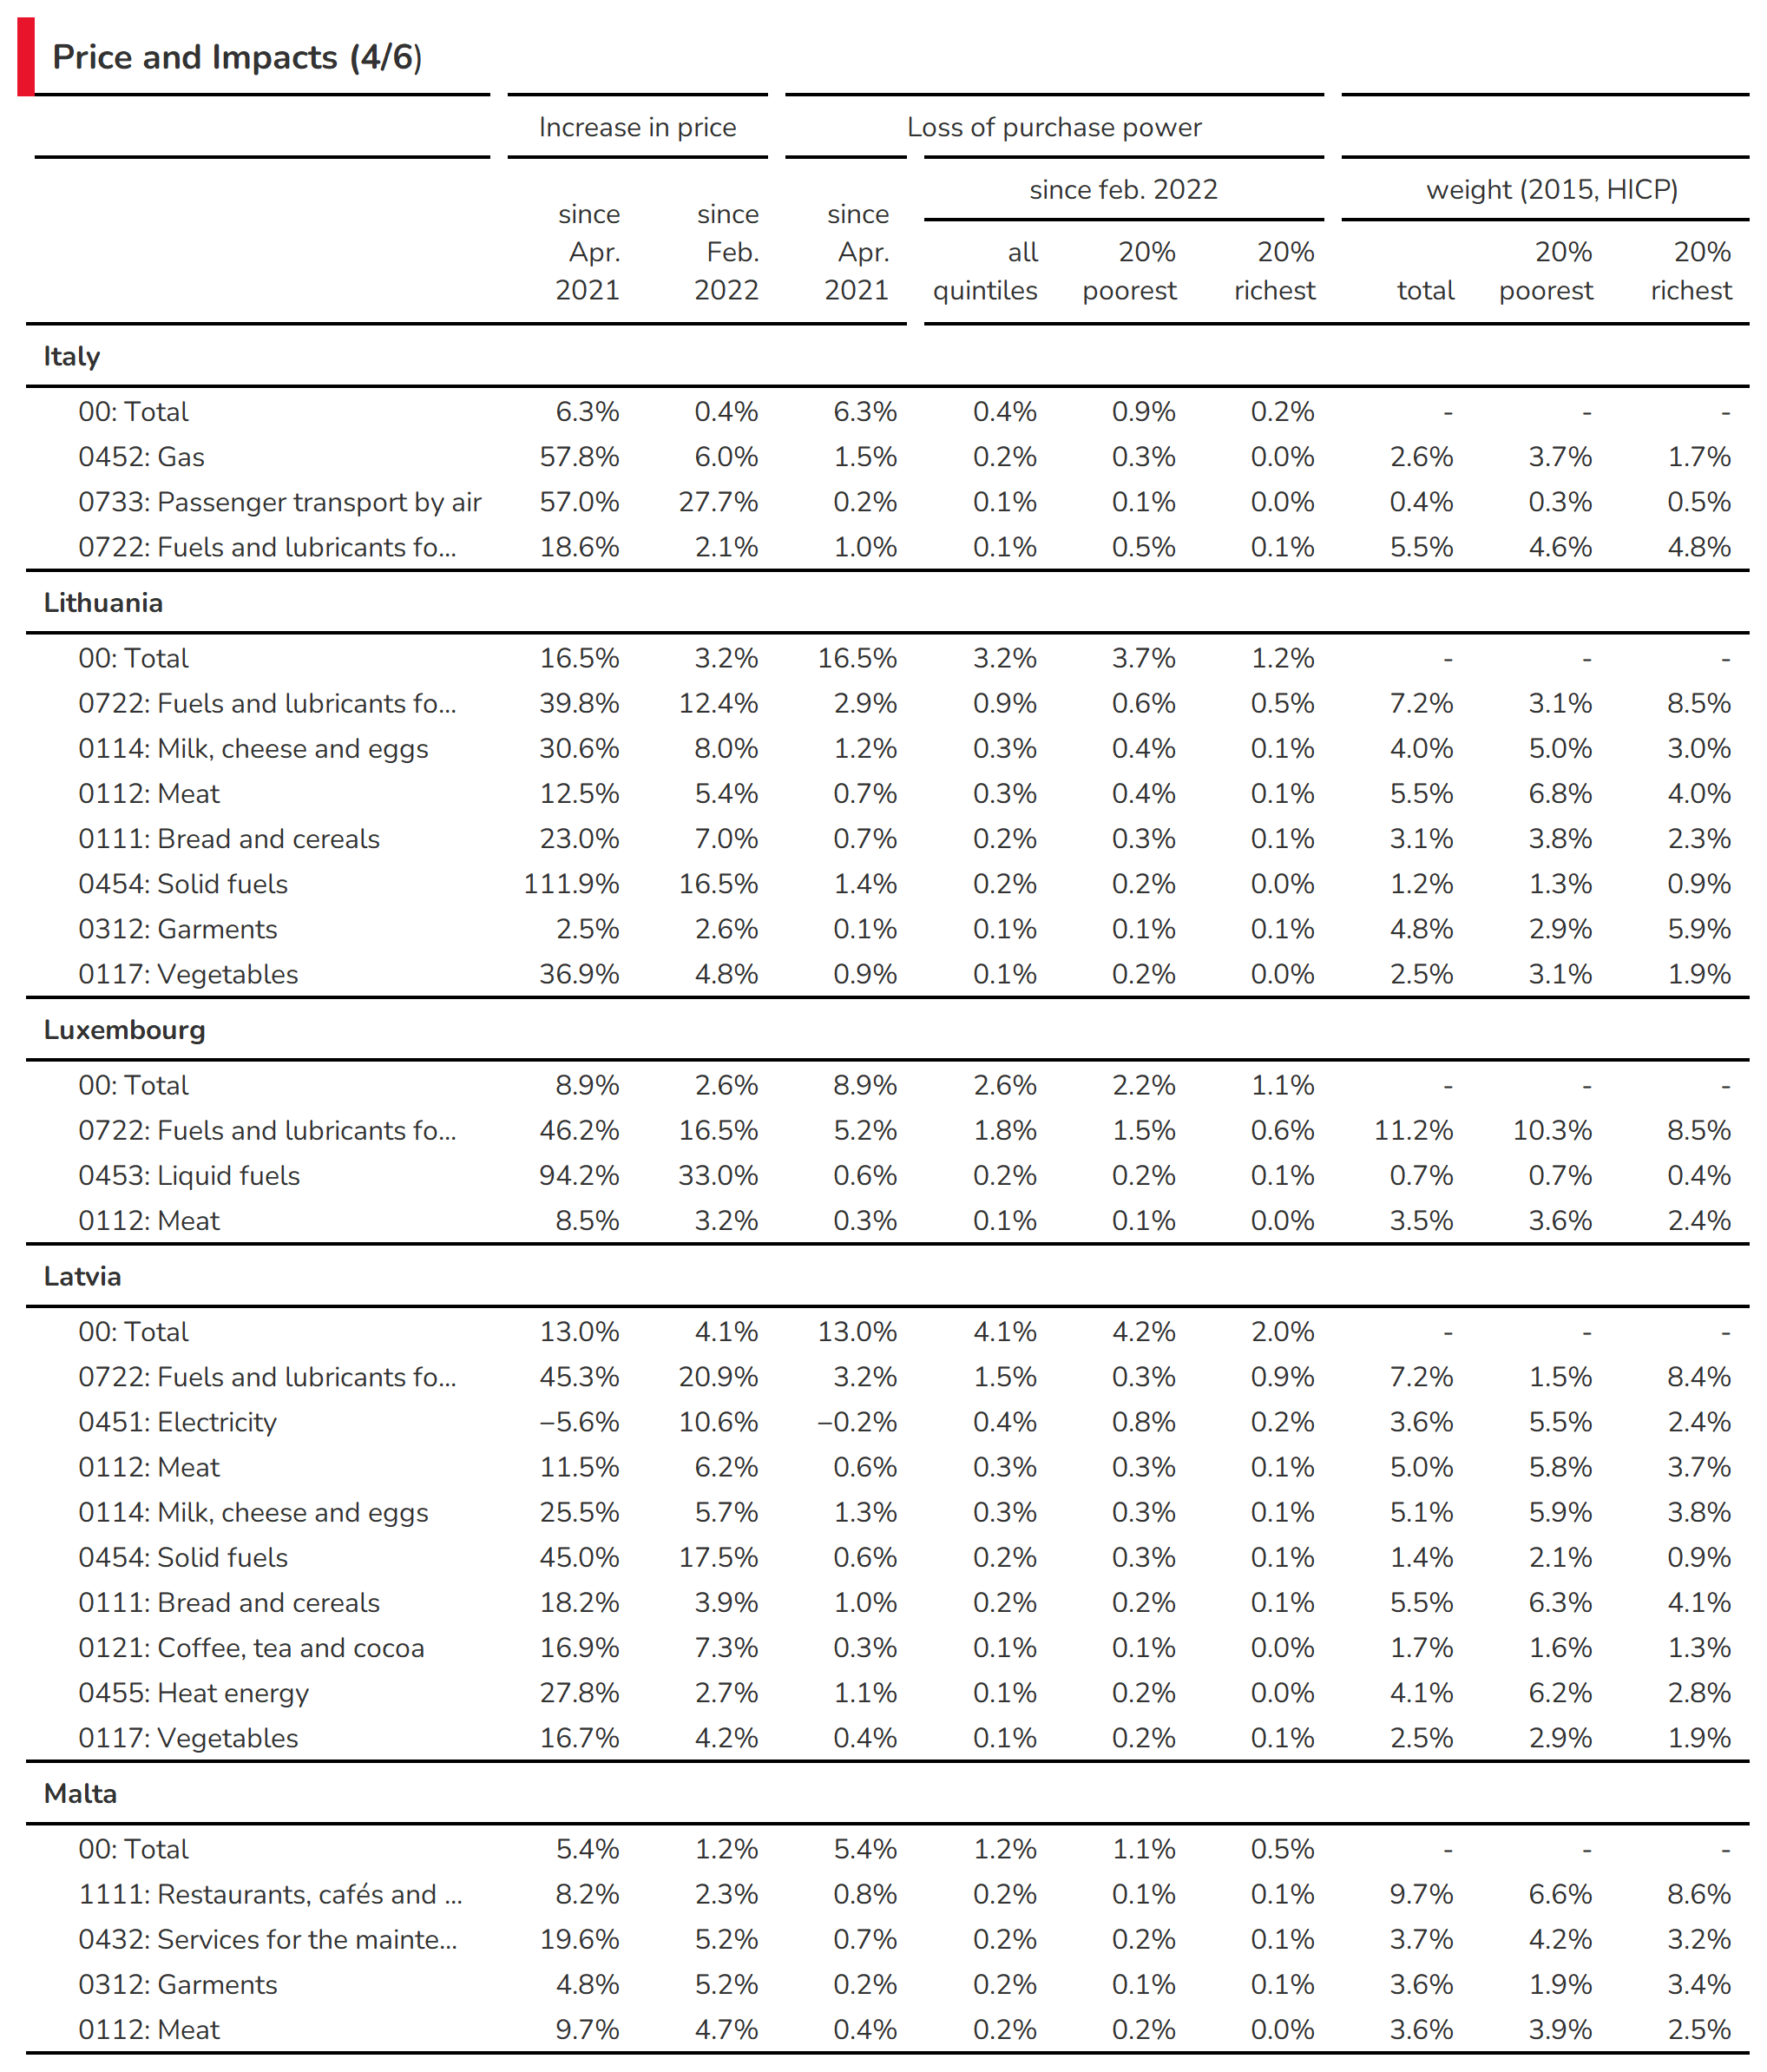 Price and Impacts (4/6)
Increase in price Loss of purchase power
since feb. 2022 weight (2015, HICP)
since since since
Apr. Feb. Apr. all 20% 20% 20% 20%
2021 2022 2021 quintiles poorest richest total poorest richest
Italy
00: Total 6.3% 0.4% 6.3% 0.4% 0.9% 0.2% - - -
0452: Gas 57.8% 6.0% 1.5% 0.2% 0.3% 0.0% 2.6% 3.7% 1.7%
0733: Passenger transport by air 57.0% 27.7% 0.2% 0.1% 0.1% 0.0% 0.4% 0.3% 0.5%
0722: Fuels and lubricants fo... 18.6% 2.1% 1.0% 0.1% 0.5% 0.1% 5.5% 4.6% 4.8%
Lithuania
00: Total 16.5% 3.2% 16.5% 3.2% 3.7% 1.2% - - -
0722: Fuels and lubricants fo... 39.8% 12.4% 2.9% 0.9% 0.6% 0.5% 7.2% 3.1% 8.5%
0114: Milk, cheese and eggs 30.6% 8.0% 1.2% 0.3% 0.4% 0.1% 4.0% 5.0% 3.0%
0112: Meat 12.5% 5.4% 0.7% 0.3% 0.4% 0.1% 5.5% 6.8% 4.0%
0111: Bread and cereals 23.0% 7.0% 0.7% 0.2% 0.3% 0.1% 3.1% 3.8% 2.3%
0454: Solid fuels 111.9% 16.5% 1.4% 0.2% 0.2% 0.0% 1.2% 1.3% 0.9%
0312: Garments 2.5% 2.6% 0.1% 0.1% 0.1% 0.1% 4.8% 2.9% 5.9%
0117: Vegetables 36.9% 4.8% 0.9% 0.1% 0.2% 0.0% 2.5% 3.1% 1.9%
Luxembourg
00: Total 8.9% 2.6% 8.9% 2.6% 2.2% 1.1% - - -
0722: Fuels and lubricants fo... 46.2% 16.5% 5.2% 1.8% 1.5% 0.6% 11.2% 10.3% 8.5%
0453: Liquid fuels 94.2% 33.0% 0.6% 0.2% 0.2% 0.1% 0.7% 0.7% 0.4%
0112: Meat 8.5% 3.2% 0.3% 0.1% 0.1% 0.0% 3.5% 3.6% 2.4%
Latvia
00: Total 13.0% 4.1% 13.0% 4.1% 4.2% 2.0% - - -
0722: Fuels and lubricants fo... 45.3% 20.9% 3.2% 1.5% 0.3% 0.9% 7.2% 1.5% 8.4%
0451: Electricity −5.6% 10.6% −0.2% 0.4% 0.8% 0.2% 3.6% 5.5% 2.4%
0112: Meat 11.5% 6.2% 0.6% 0.3% 0.3% 0.1% 5.0% 5.8% 3.7%
0114: Milk, cheese and eggs 25.5% 5.7% 1.3% 0.3% 0.3% 0.1% 5.1% 5.9% 3.8%
0454: Solid fuels 45.0% 17.5% 0.6% 0.2% 0.3% 0.1% 1.4% 2.1% 0.9%
0111: Bread and cereals 18.2% 3.9% 1.0% 0.2% 0.2% 0.1% 5.5% 6.3% 4.1%
0121: Coffee, tea and cocoa 16.9% 7.3% 0.3% 0.1% 0.1% 0.0% 1.7% 1.6% 1.3%
0455: Heat energy 27.8% 2.7% 1.1% 0.1% 0.2% 0.0% 4.1% 6.2% 2.8%
0117: Vegetables 16.7% 4.2% 0.4% 0.1% 0.2% 0.1% 2.5% 2.9% 1.9%
Malta
00: Total 5.4% 1.2% 5.4% 1.2% 1.1% 0.5% - - -
1111: Restaurants, cafés and ... 8.2% 2.3% 0.8% 0.2% 0.1% 0.1% 9.7% 6.6% 8.6%
0432: Services for the mainte... 19.6% 5.2% 0.7% 0.2% 0.2% 0.1% 3.7% 4.2% 3.2%
0312: Garments 4.8% 5.2% 0.2% 0.2% 0.1% 0.1% 3.6% 1.9% 3.4%
0112: Meat 9.7% 4.7% 0.4% 0.2% 0.2% 0.0% 3.6% 3.9% 2.5%